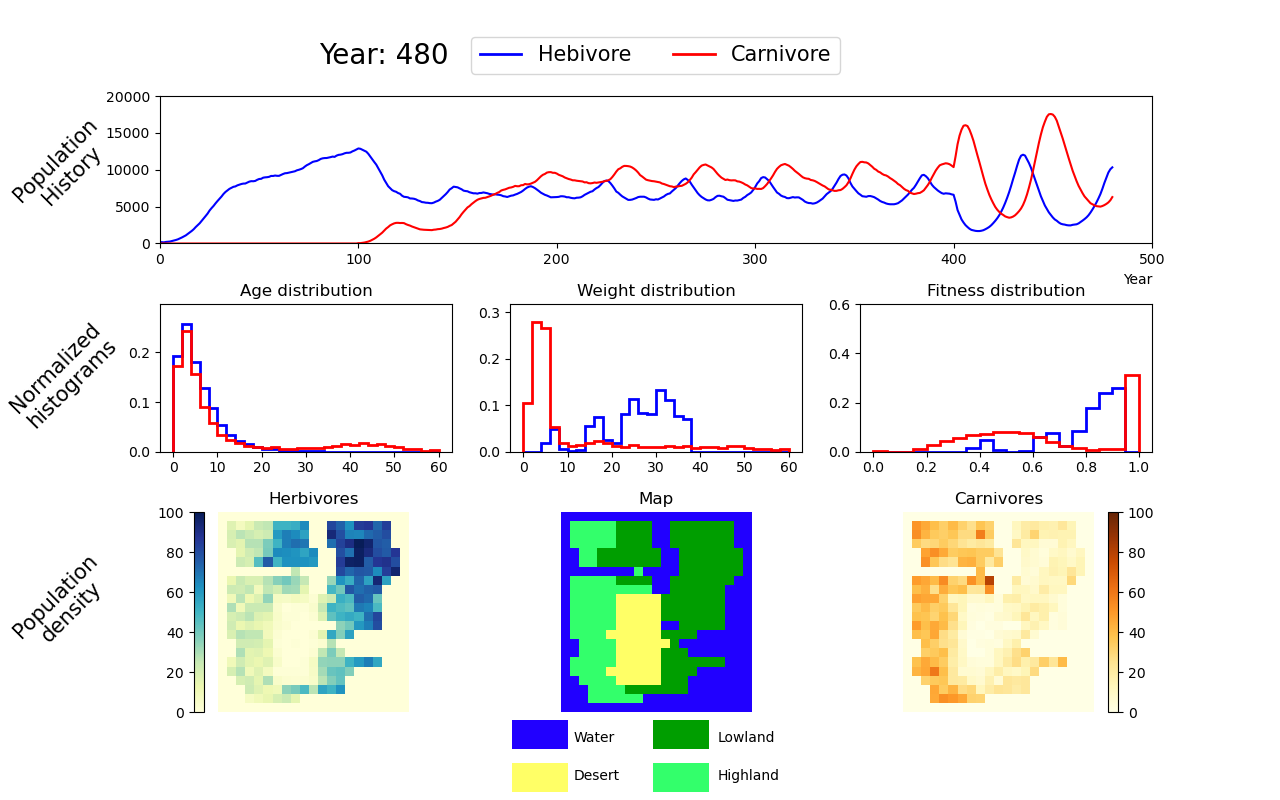 Year: 480
Hebivore
Carnivore
Population
History
20000
15000
10000
5000
0
0 100 200 300 400 500
Year
Normalized
histograms
Age distribution
0.2
0.1
0.0
0 10 20 30 40 50 60
Weight distribution
0.3
0.2
0.1
0.0
0 10 20 30 40 50 60
Fitness distribution
0.6
0.4
0.2
0.0
0.0 0.2 0.4 0.6 0.8 1.0
Population
density
Herbivores
100
80
60
40
20
0
Map
Carnivores
100
80
60
40
20
0
Water
Lowland
Desert
Highland